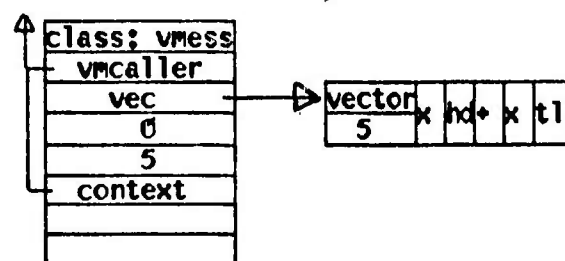 class: vmess
vmcaller
vec
0
5
context
vector
5
x hd + x tl